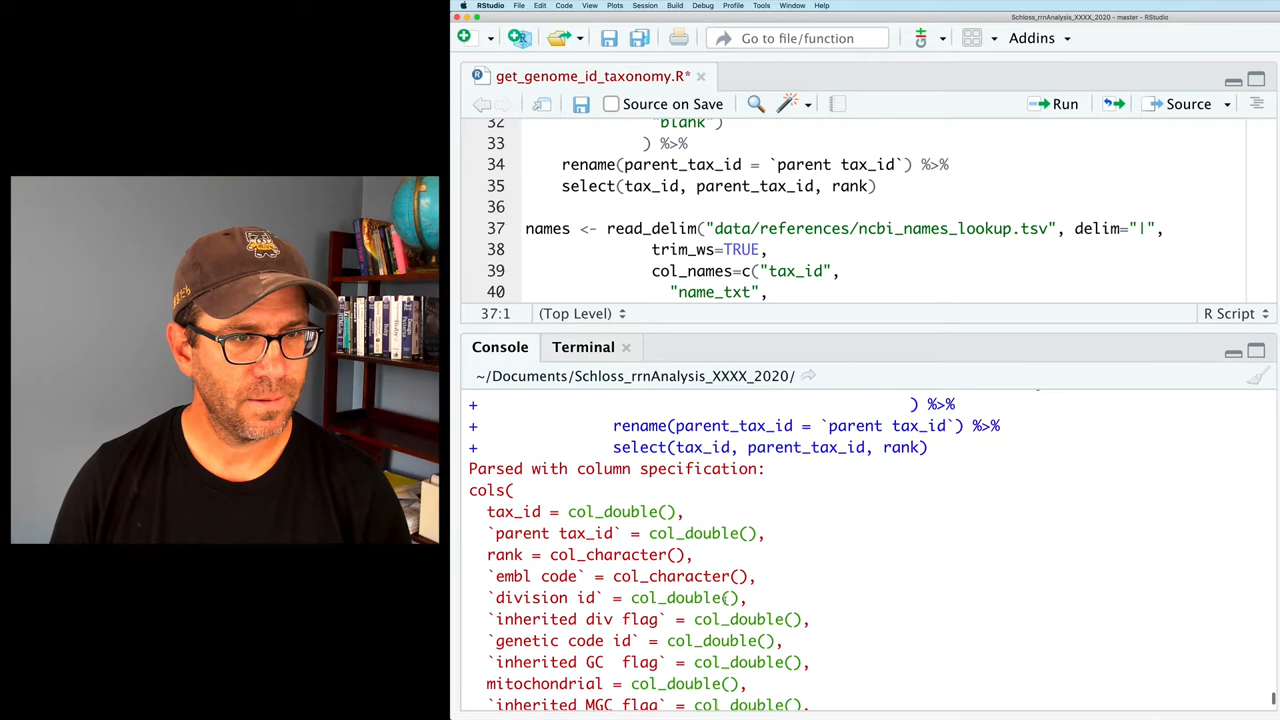 RStudio File Edit Code View Plots Session Build Debug Profile Tools Window Help
Schloss_rrnAnalysis_XXXX_2020 - master - RStudio
Go to file/function
Addins
get_genome_id_taxonomy.R*
Source on Save
Run
Source
32 "blank")
33 ) %>%
34 rename(parent_tax_id = `parent tax_id`) %>%
35 select(tax_id, parent_tax_id, rank)
36
37 names <- read_delim("data/references/ncbi_names_lookup.tsv", delim="|",
38 trim_ws=TRUE,
39 col_names=c("tax_id",
40 "name_txt",
37:1 (Top Level) R Script
Console Terminal
~/Documents/Schloss_rrnAnalysis_XXXX_2020/
+ ) %>%
+ rename(parent_tax_id = `parent tax_id`) %>%
+ select(tax_id, parent_tax_id, rank)
Parsed with column specification:
cols(
tax_id = col_double(),
`parent tax_id` = col_double(),
rank = col_character(),
`embl code` = col_character(),
`division id` = col_double(),
`inherited div flag` = col_double(),
`genetic code id` = col_double(),
`inherited GC  flag` = col_double(),
mitochondrial = col_double(),
`inherited MGC flag` = col_double(),